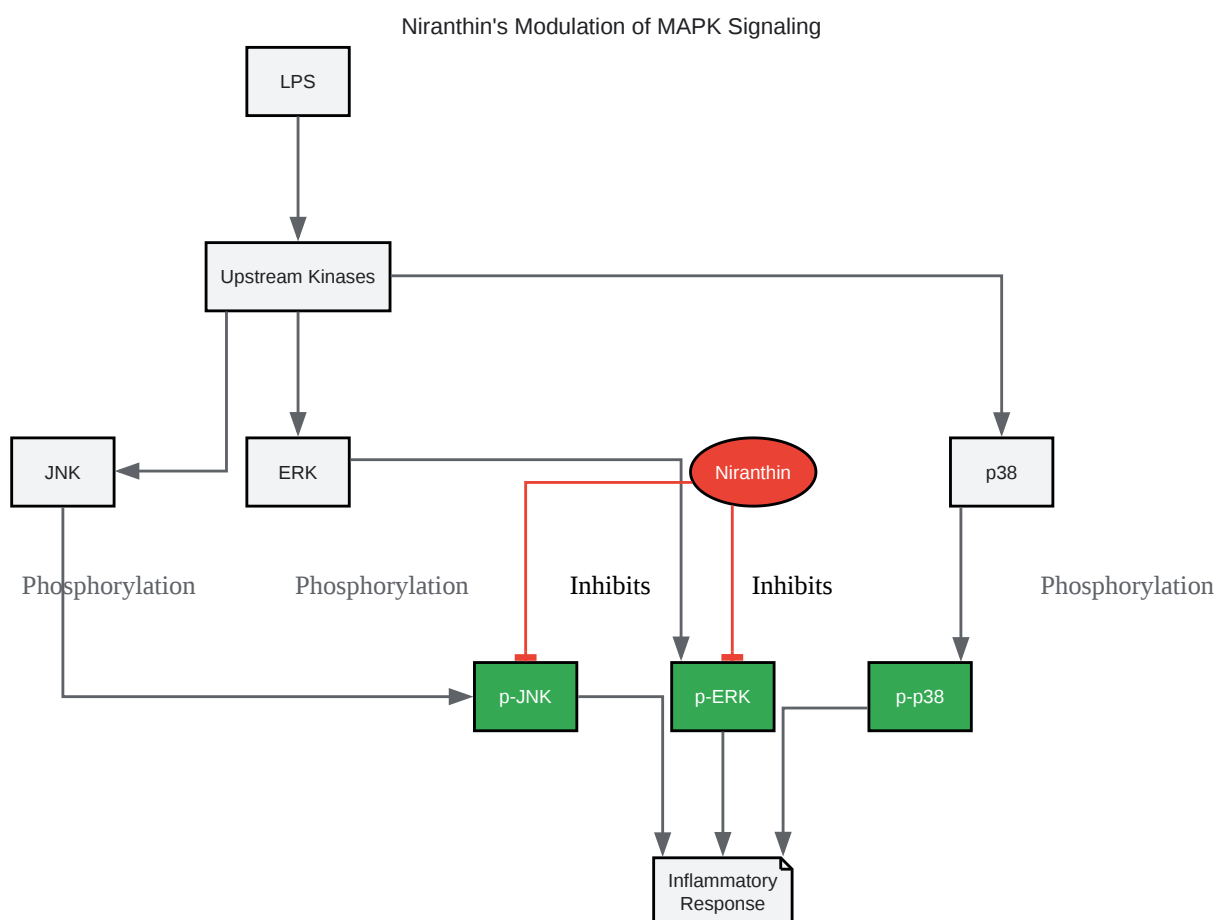 Niranthin's Modulation of MAPK Signaling
LPS
Upstream Kinases
JNK
ERK
Niranthin
p38
Phosphorylation
Phosphorylation
Inhibits
Inhibits
Phosphorylation
p-JNK
p-ERK
p-p38
Inflammatory
Response